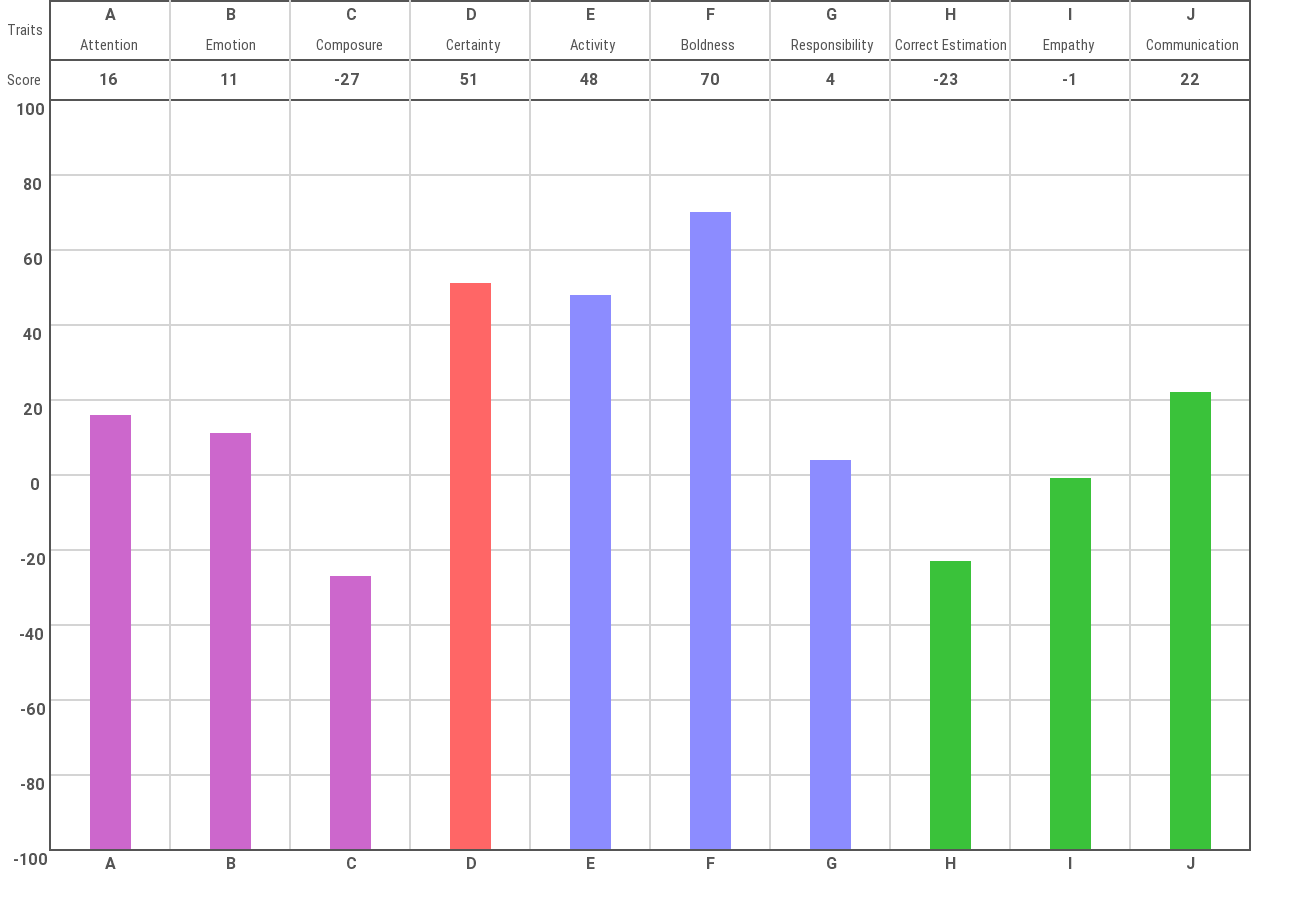 A B C D E F G H I J
Traits
Attention Emotion Composure Certainty Activity Boldness Responsibility Correct Estimation Empathy Communication
Score 16 11 -27 51 48 70 4 -23 -1 22
100
80
60
40
20
0
-20
-40
-60
-80
-100
A B C D E F G H I J